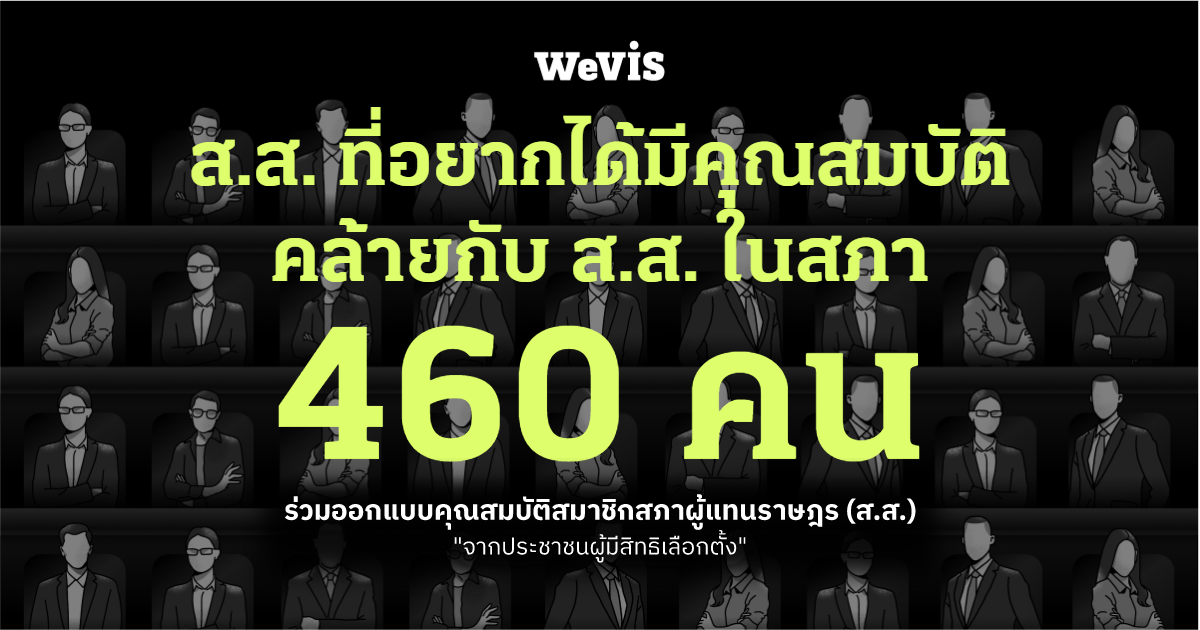 WeVIS
ส.ส. ที่อยากได้มีคุณสมบัติ
คล้ายกับ ส.ส. ในสภา
460 คน
ร่วมออกแบบคุณสมบัติสมาชิกสภาผู้แทนราษฎร (ส.ส.)
"จากประชาชนผู้มีสิทธิเลือกตั้ง"